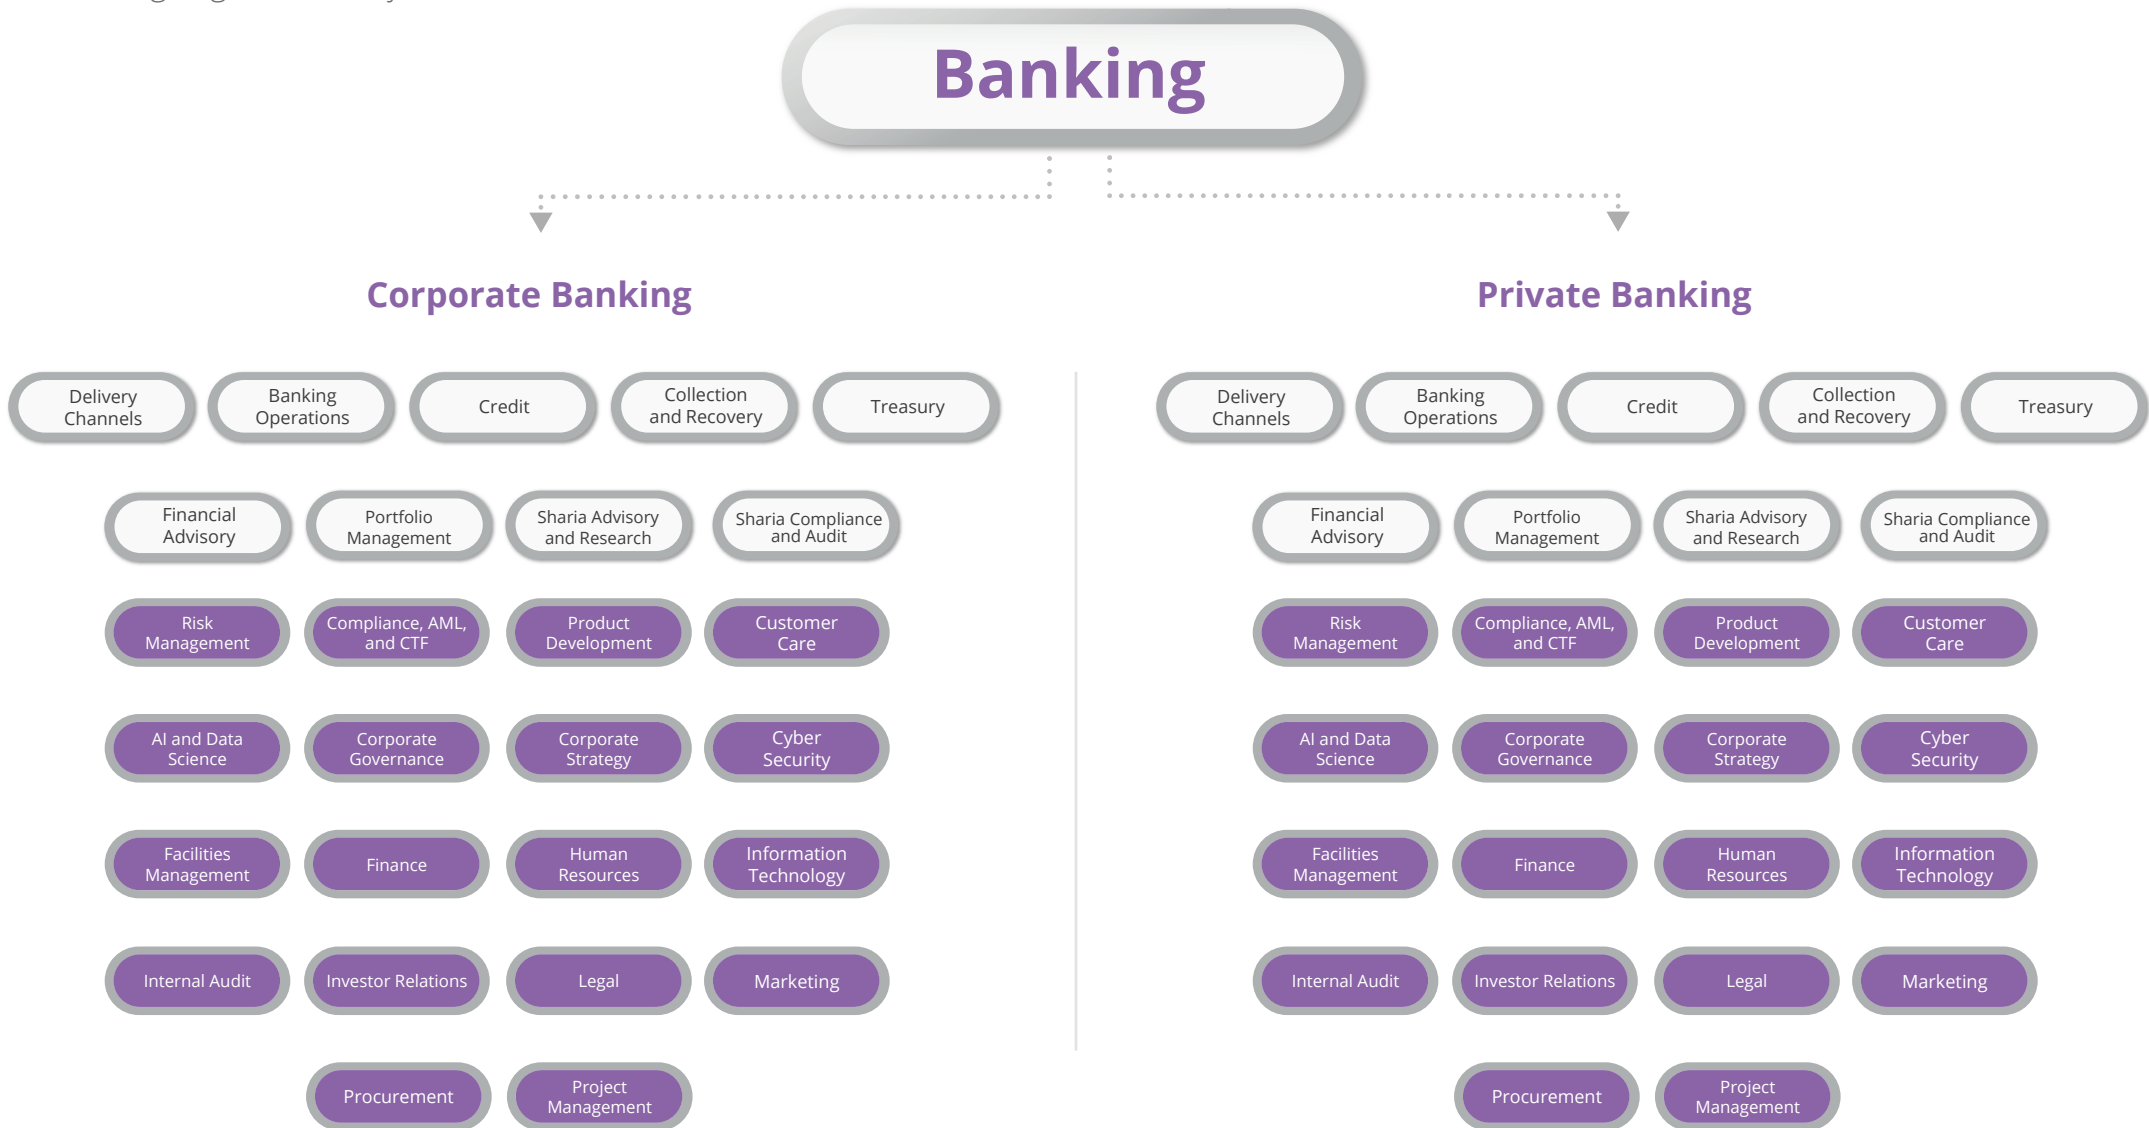 Banking
Corporate Banking
Delivery
Channels
Banking
Operations
Credit
Collection
and Recovery
Treasury
Financial
Advisory
Portfolio
Management
Sharia Advisory
and Research
Sharia Compliance
and Audit
Risk
Management
Compliance, AML,
and CTF
Product
Development
Customer
Care
AI and Data
Science
Corporate
Governance
Corporate
Strategy
Cyber
Security
Facilities
Management
Finance
Human
Resources
Information
Technology
Internal Audit
Investor Relations
Legal
Marketing
Procurement
Project
Management
Private Banking
Delivery
Channels
Banking
Operations
Credit
Collection
and Recovery
Treasury
Financial
Advisory
Portfolio
Management
Sharia Advisory
and Research
Sharia Compliance
and Audit
Risk
Management
Compliance, AML,
and CTF
Product
Development
Customer
Care
AI and Data
Science
Corporate
Governance
Corporate
Strategy
Cyber
Security
Facilities
Management
Finance
Human
Resources
Information
Technology
Internal Audit
Investor Relations
Legal
Marketing
Procurement
Project
Management